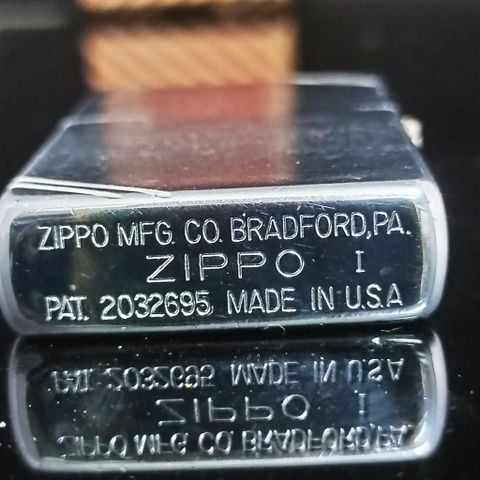 ZIPPO MFG. CO. BRADFORD, PA.
ZIPPO I
PAT. 2032695 MADE IN U.S.A